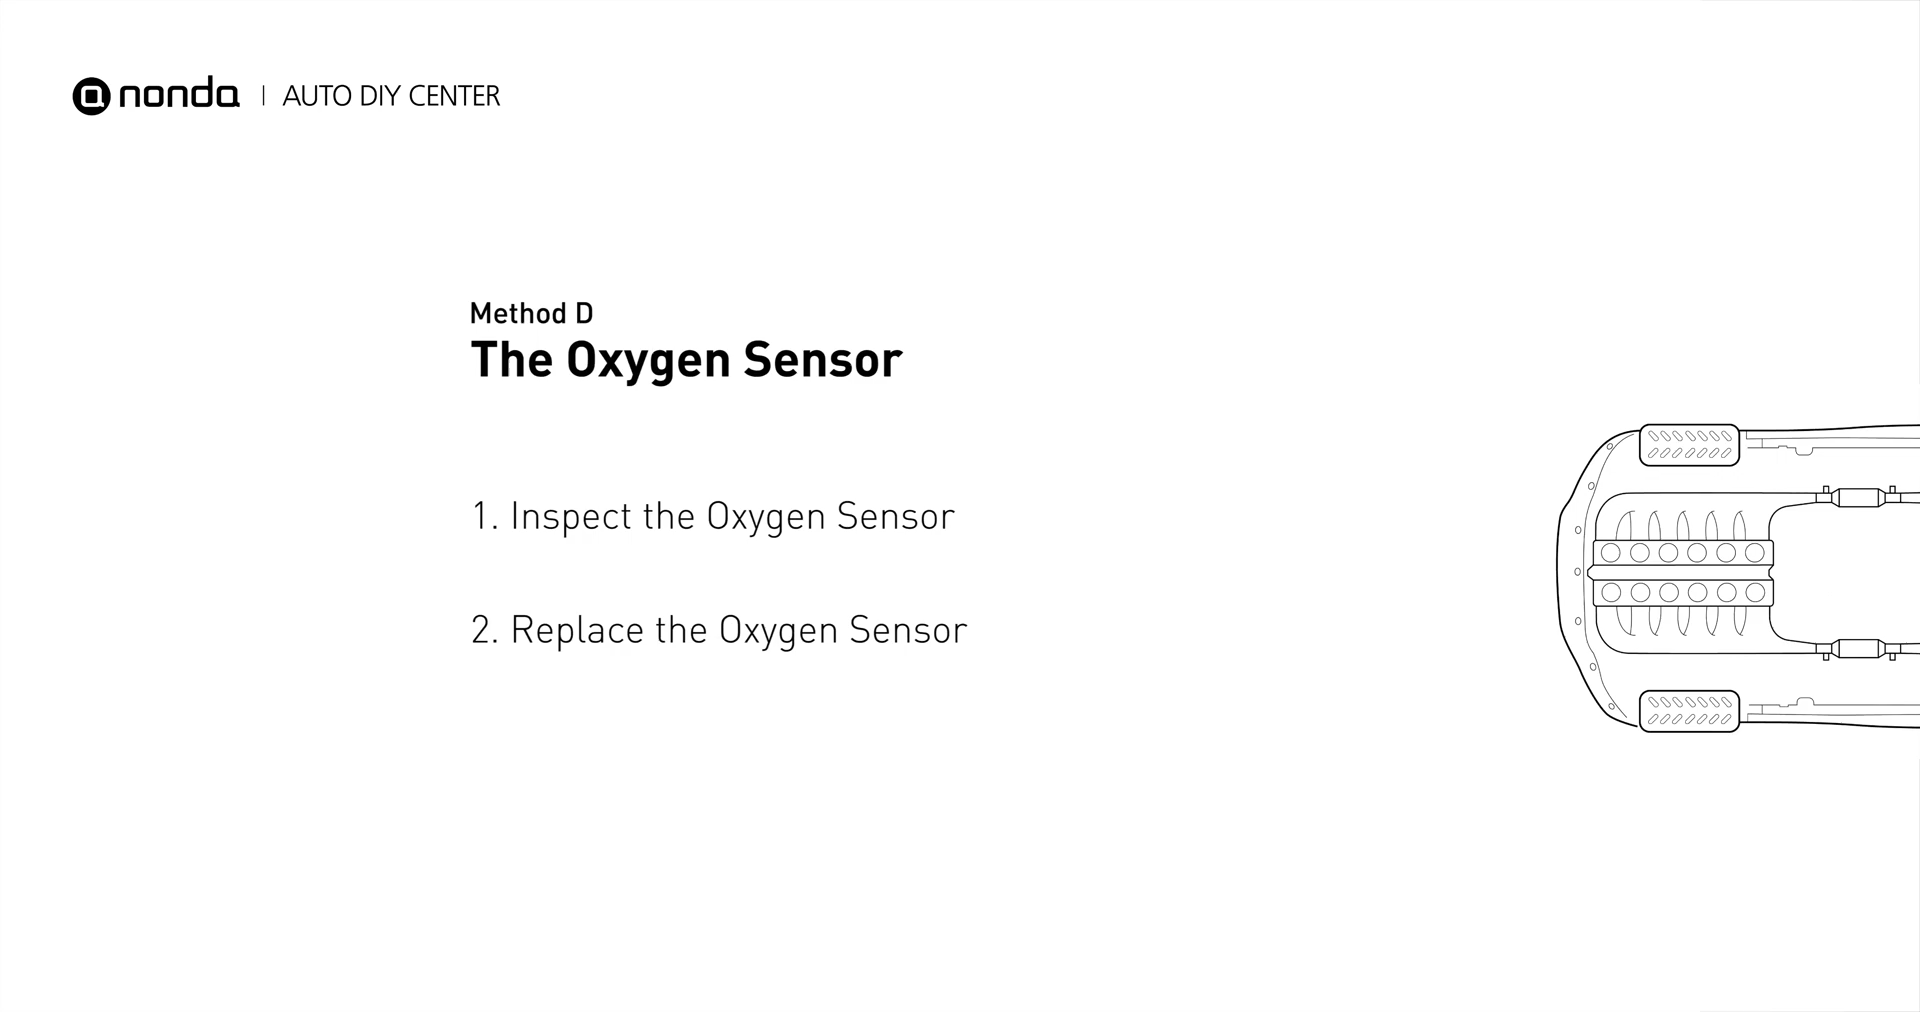 nonda | AUTO DIY CENTER
Method D
The Oxygen Sensor
1. Inspect the Oxygen Sensor
2. Replace the Oxygen Sensor